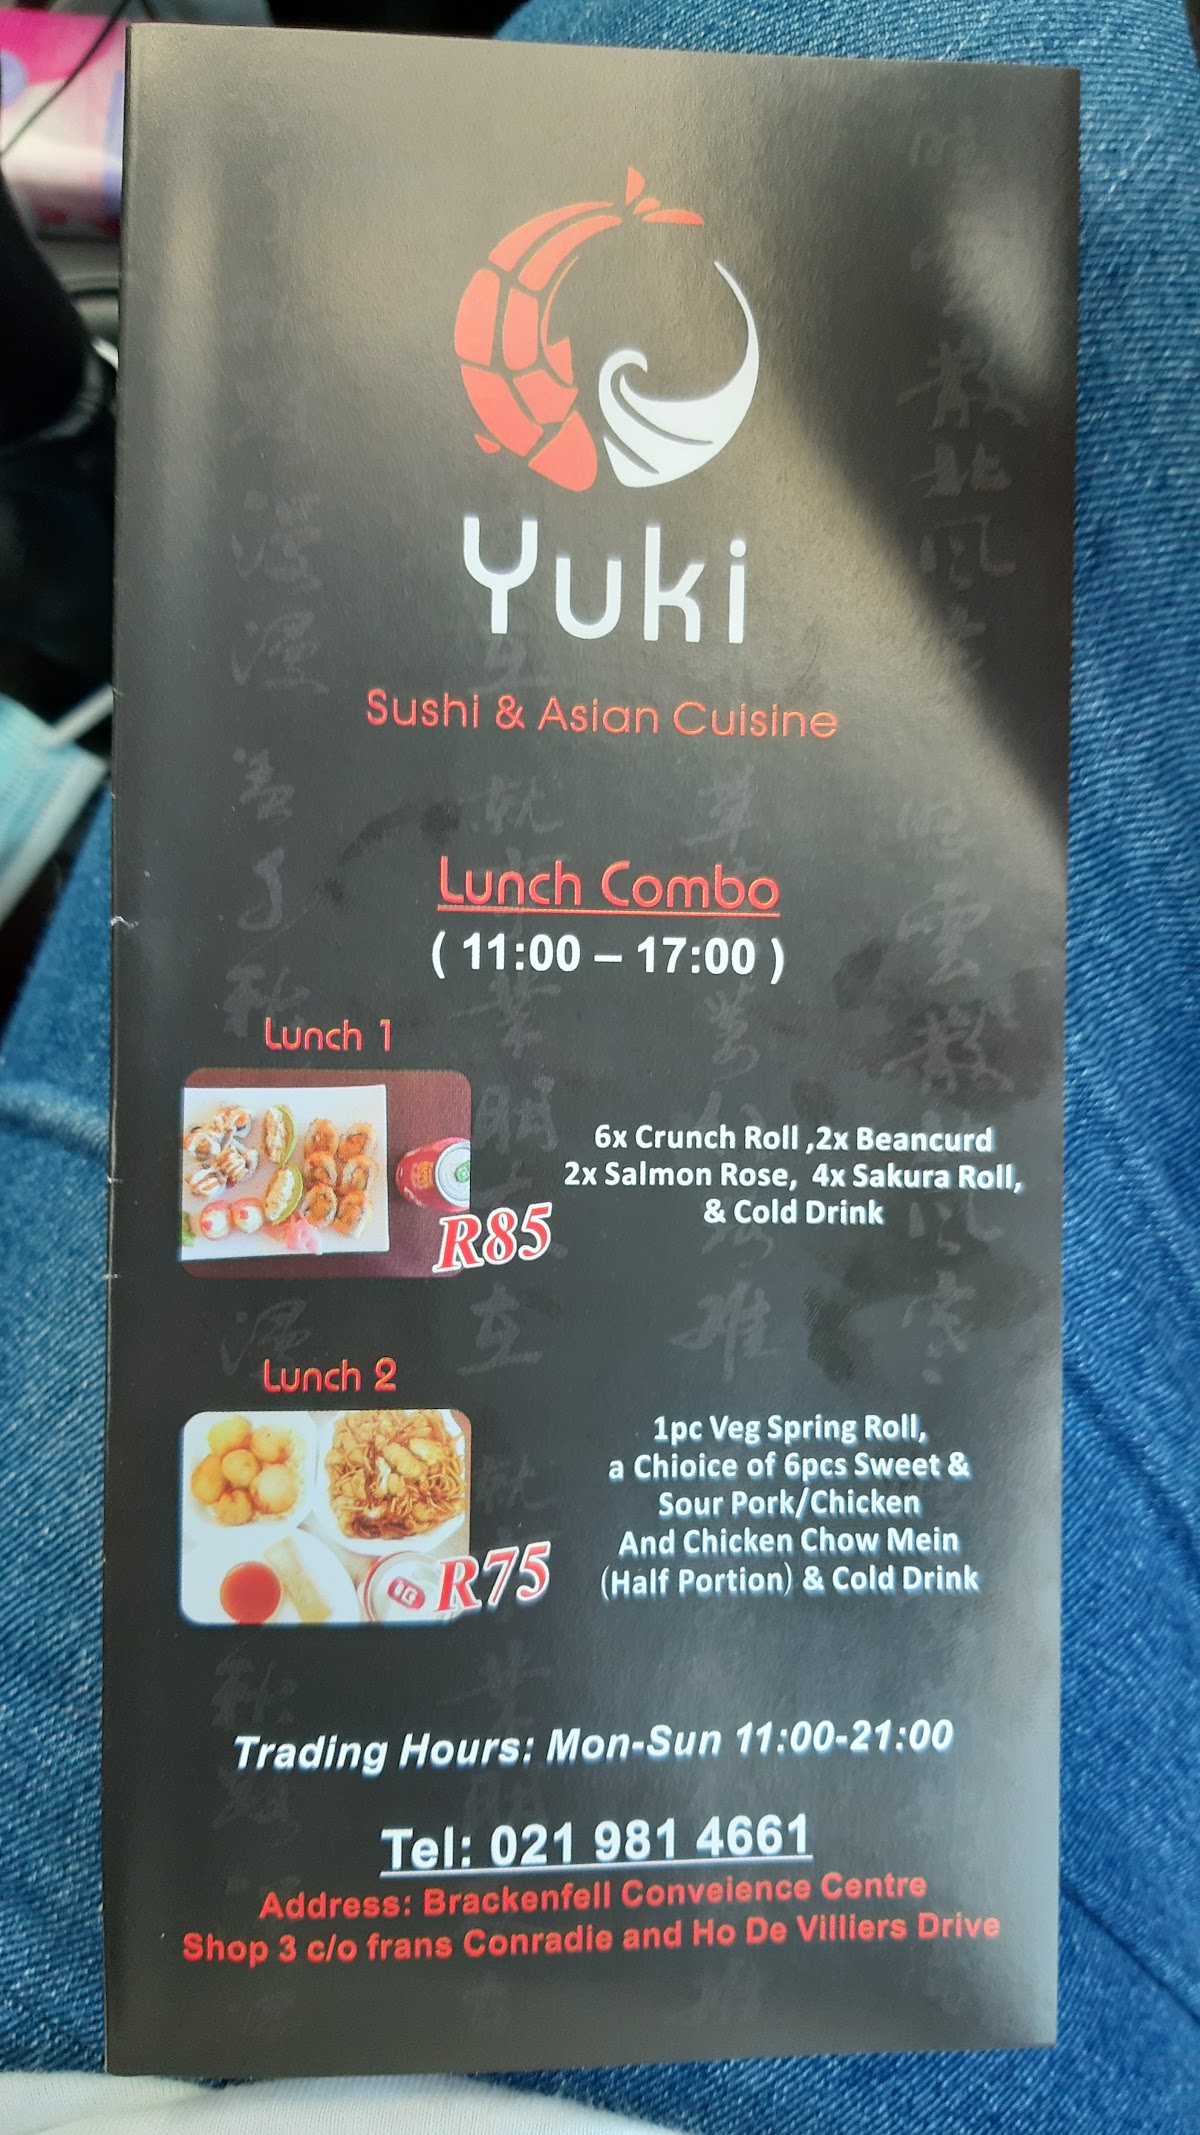 Yuki
Sushi & Asian Cuisine
Lunch Combo
( 11:00 – 17:00 )
Lunch 1
R85
6x Crunch Roll ,2x Beancurd
2x Salmon Rose, 4x Sakura Roll,
& Cold Drink
Lunch 2
R75
1pc Veg Spring Roll,
a Chioice of 6pcs Sweet &
Sour Pork/Chicken
And Chicken Chow Mein
(Half Portion) & Cold Drink
Trading Hours: Mon-Sun 11:00-21:00
Tel: 021 981 4661
Address: Brackenfell Conveience Centre
Shop 3 c/o frans Conradie and Ho De Villiers Drive